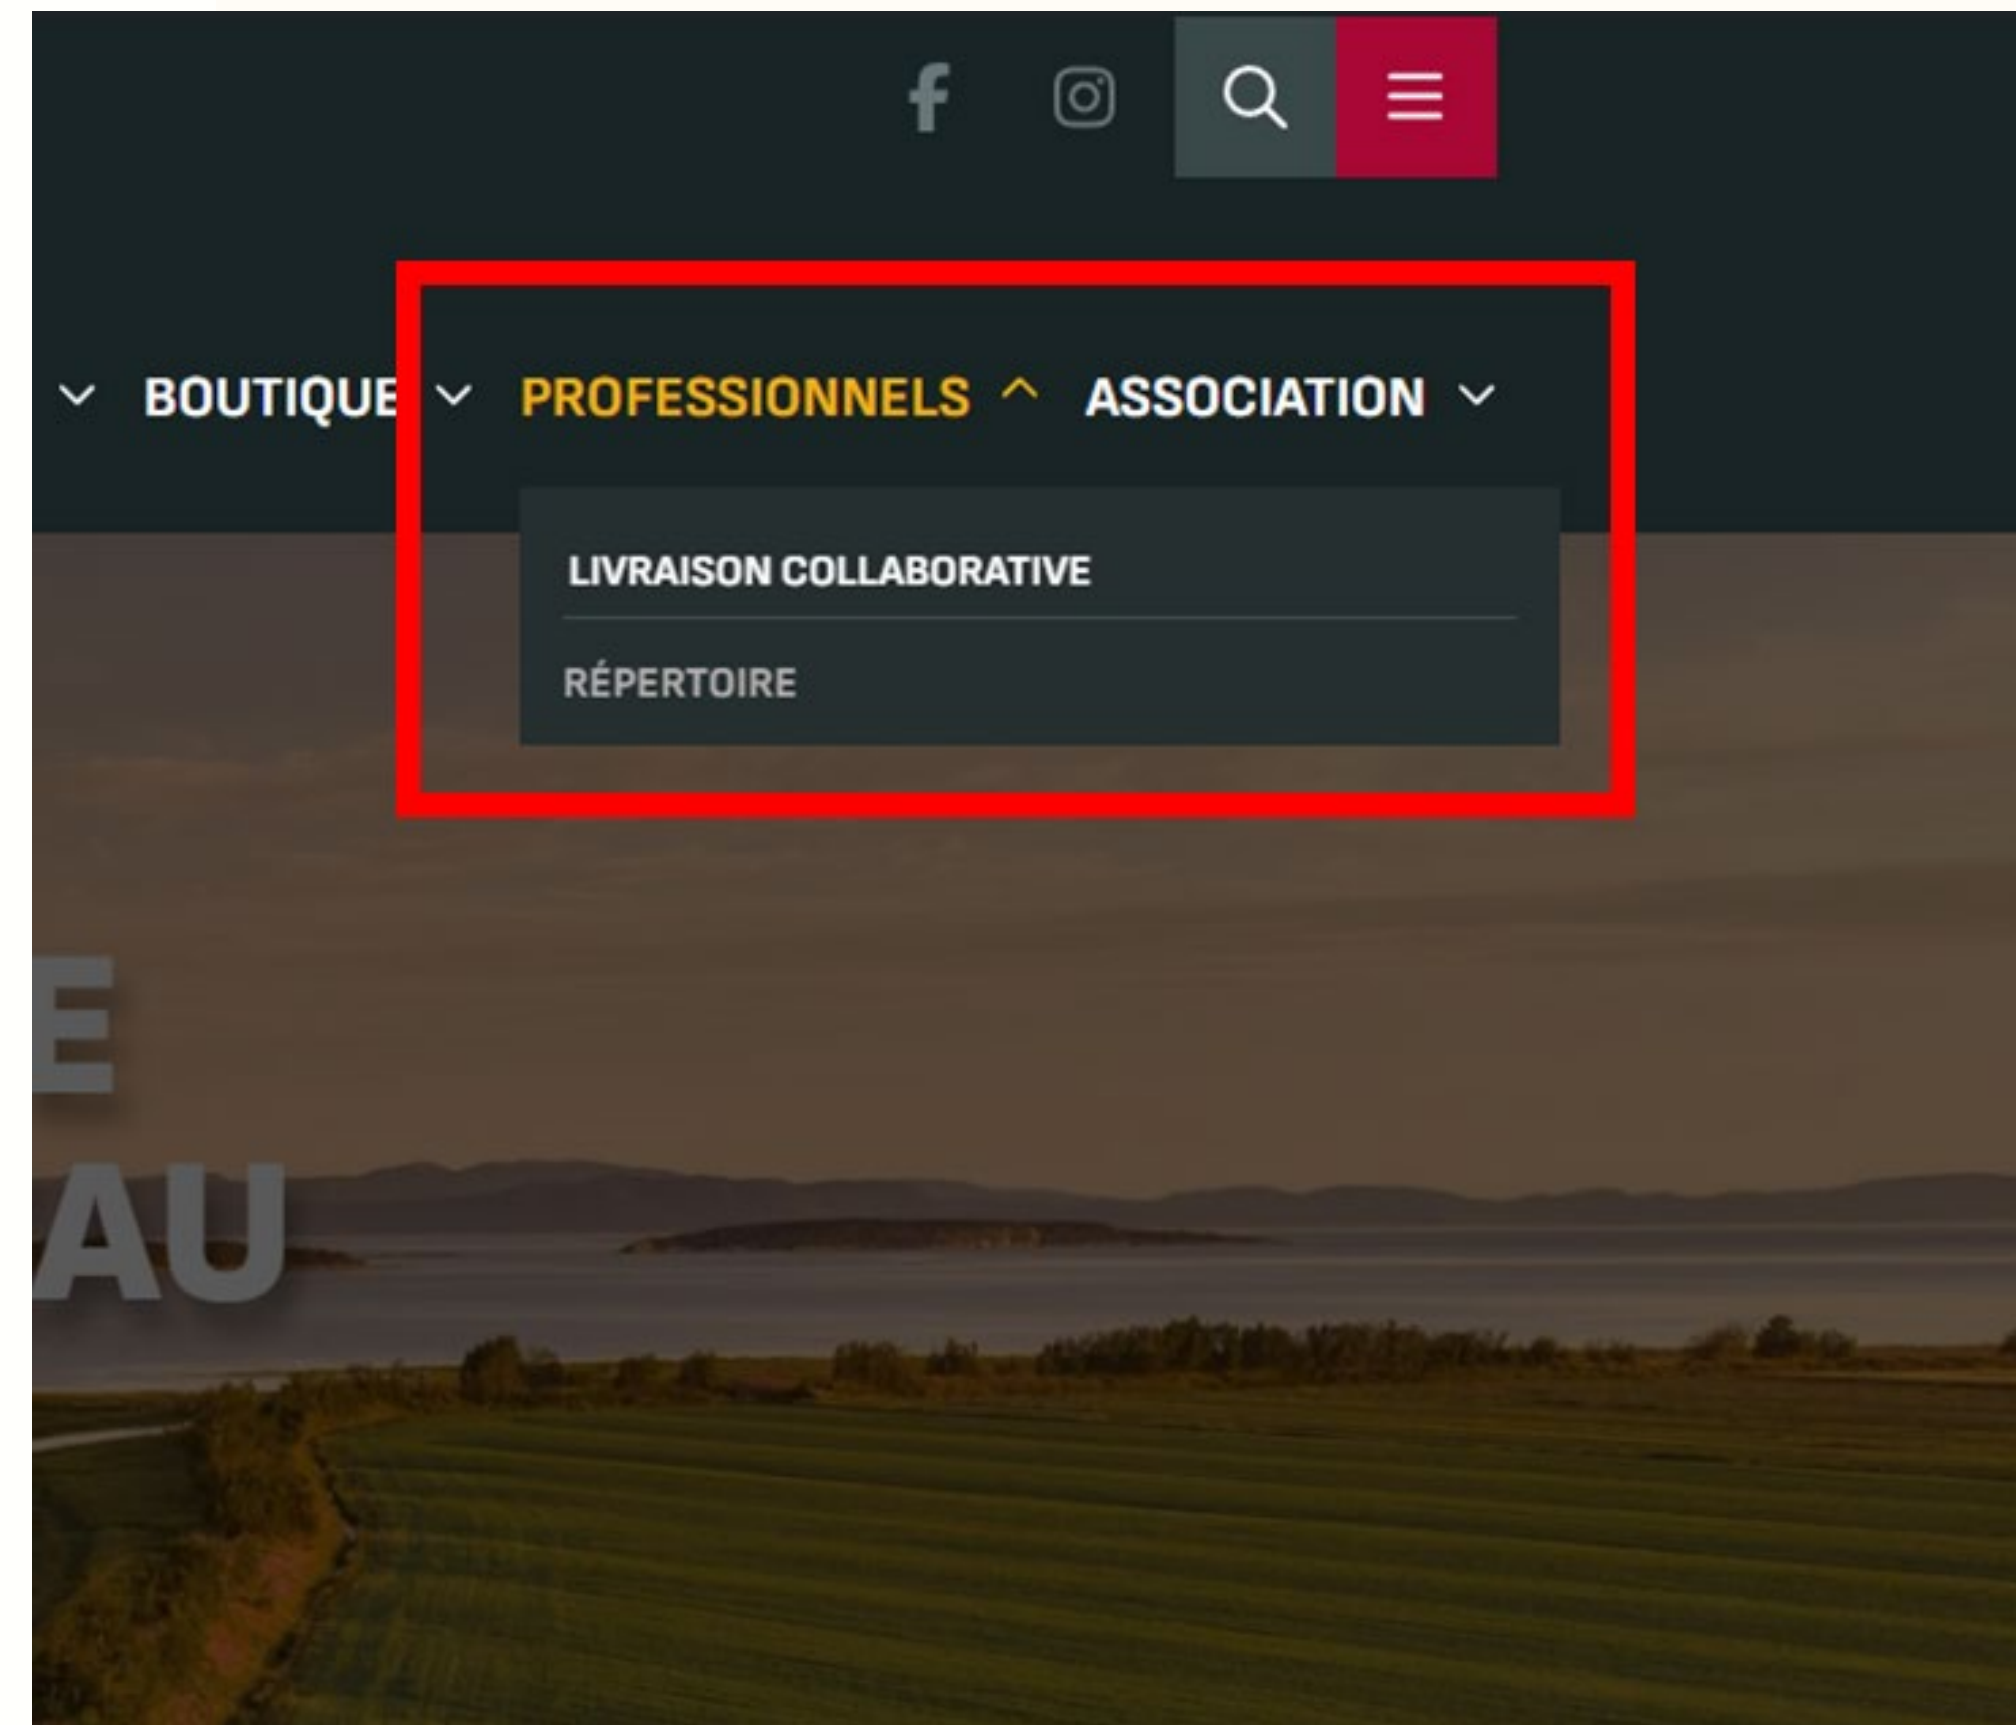 BOUTIQUE PROFESSIONNELS ASSOCIATION
LIVRAISON COLLABORATIVE
RÉPERTOIRE
E
AU